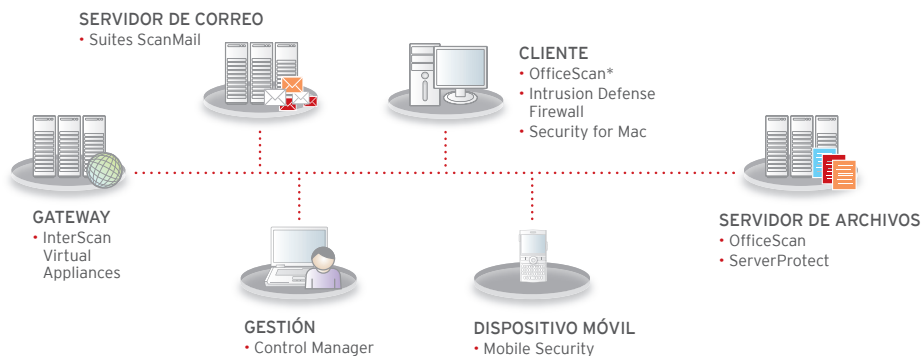 SERVIDOR DE CORREO
• Suites ScanMail
CLIENTE
• OfficeScan*
• Intrusion Defense
Firewall
• Security for Mac
GATEWAY
• InterScan
Virtual
Appliances
SERVIDOR DE ARCHIVOS
• OfficeScan
• ServerProtect
GESTIÓN
• Control Manager
DISPOSITIVO MÓVIL
• Mobile Security